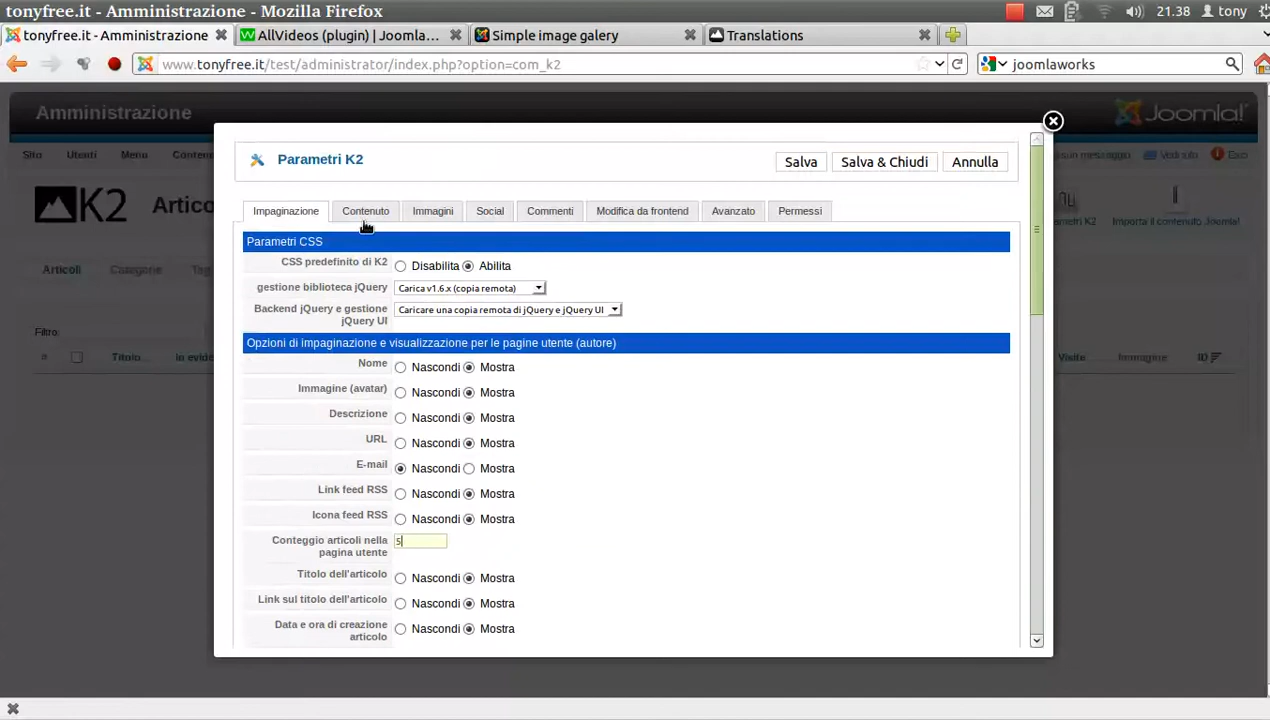 tonyfree.it - Amministrazione - Mozilla Firefox
21.38 tony
tonyfree.it - Amministrazione
AllVideos (plugin) | Joomla...
Simple image galery
Translations
www.tonyfree.it/test/administrator/index.php?option=com_k2
joomlaworks
Amministrazione
Joomla!
Sito Utenti Menu
Vedi sito Esci
Parametri K2
Salva
Salva & Chiudi
Annulla
K2
Importa il contenuto Joomla!
Impaginazione
Contenuto
Immagini
Social
Commenti
Modifica da frontend
Avanzato
Permessi
Parametri CSS
CSS predefinito di K2 Disabilita Abilita
gestione biblioteca jQuery Carica v1.6.x (copia remota)
Backend jQuery e gestione
jQuery UI
Caricare una copia remota di jQuery e jQuery UI
Opzioni di impaginazione e visualizzazione per le pagine utente (autore)
Nome Nascondi Mostra
Immagine (avatar) Nascondi Mostra
Descrizione Nascondi Mostra
URL Nascondi Mostra
E-mail Nascondi Mostra
Link feed RSS Nascondi Mostra
Icona feed RSS Nascondi Mostra
Conteggio articoli nella
pagina utente
5
Titolo dell'articolo Nascondi Mostra
Link sul titolo dell'articolo Nascondi Mostra
Data e ora di creazione
articolo
Nascondi Mostra
Articoli Categorie Tag
Filtro:
# Titolo
Visite Immagine ID